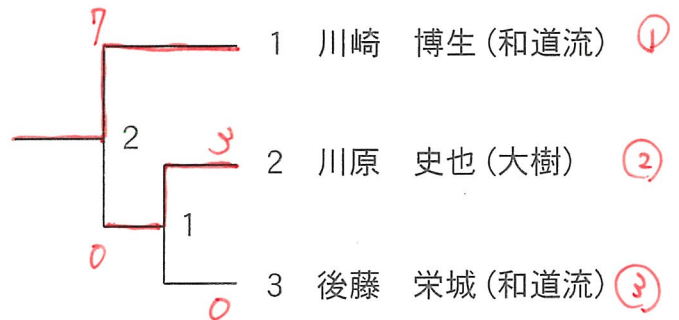 7
1 川崎 博生(和道流) ①
2
3
2 川原 史也(大樹) ②
1
0
3 後藤 栄城(和道流) ③
0